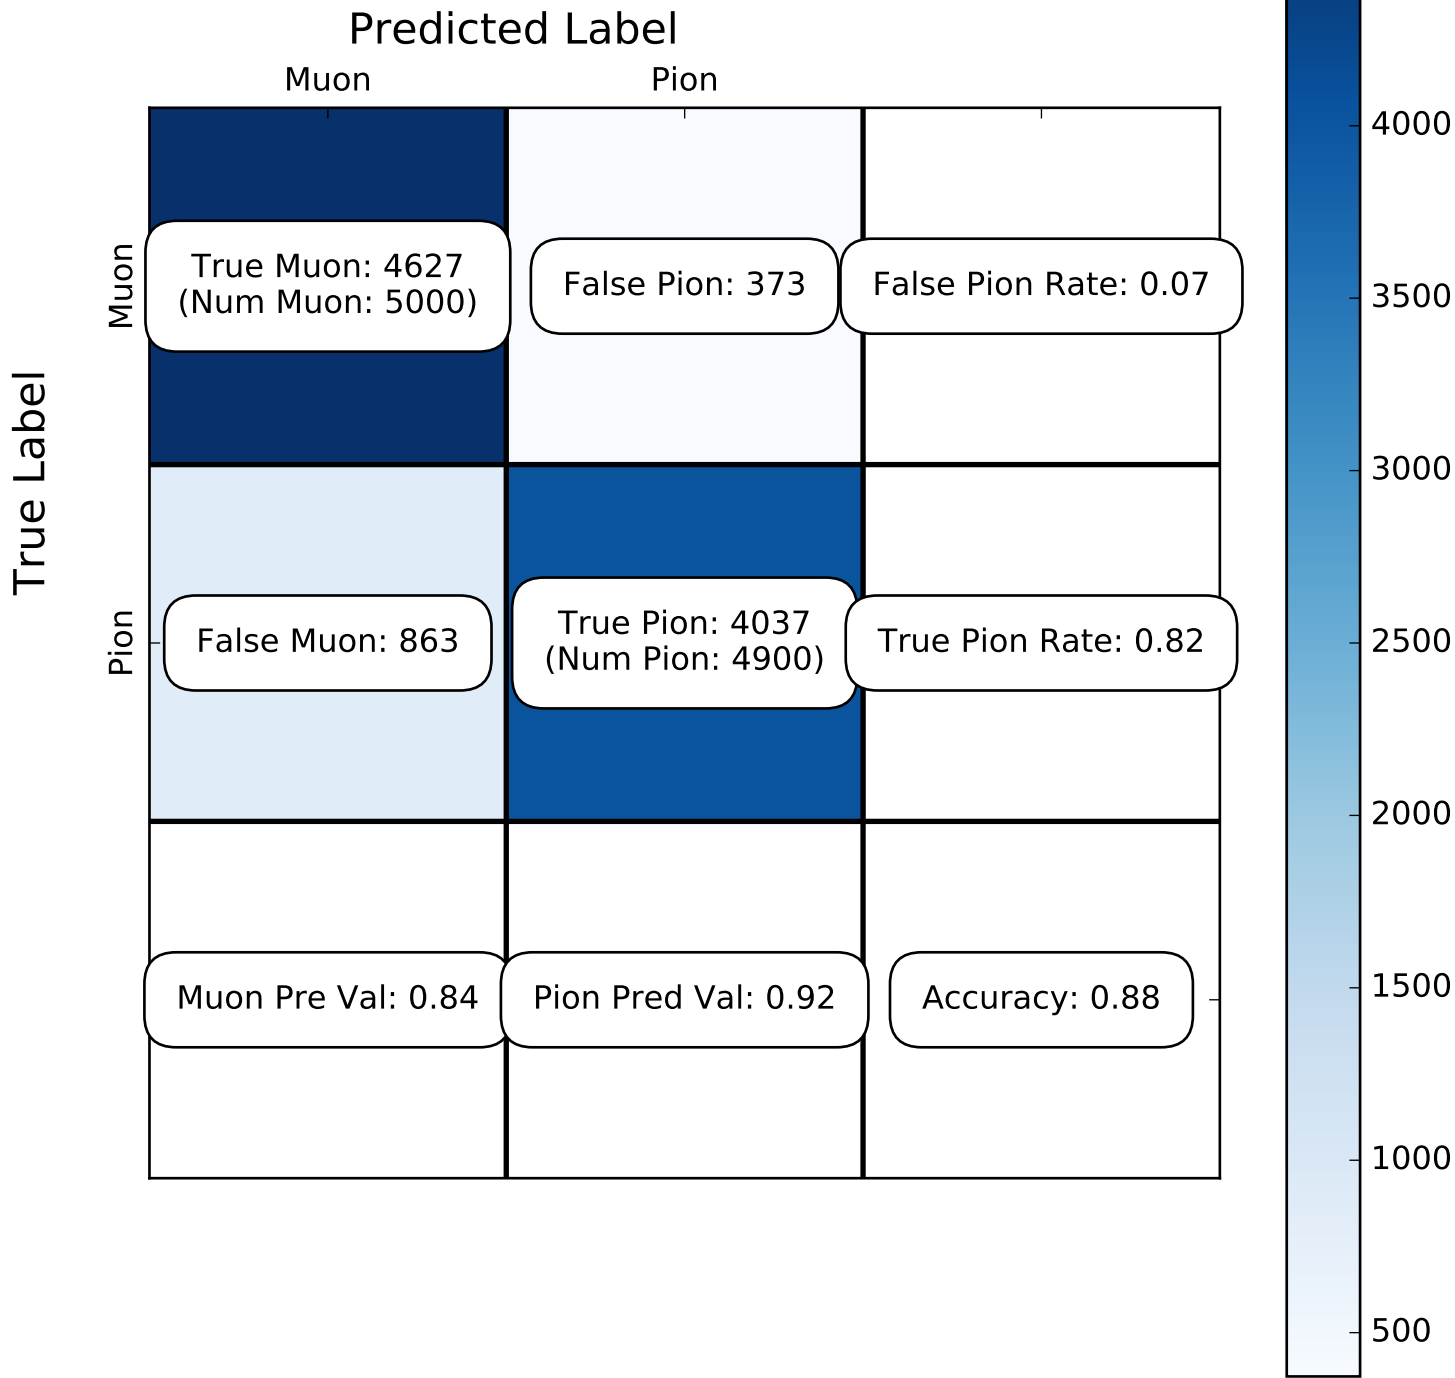 Predicted Label
Muon Pion
True Label
Muon
True Muon: 4627
(Num Muon: 5000)
False Pion: 373
False Pion Rate: 0.07
Pion
False Muon: 863
True Pion: 4037
(Num Pion: 4900)
True Pion Rate: 0.82
Muon Pre Val: 0.84
Pion Pred Val: 0.92
Accuracy: 0.88
4000
3500
3000
2500
2000
1500
1000
500